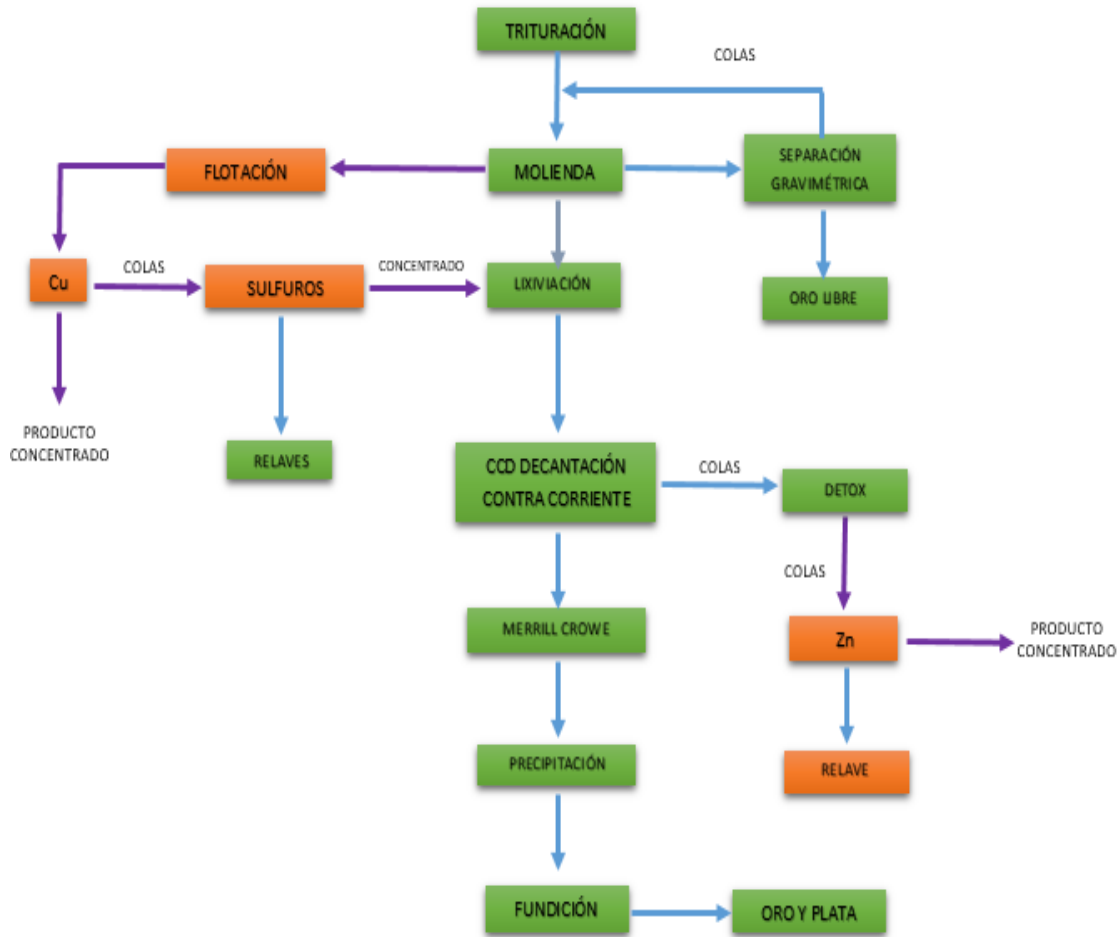 TRITURACIÓN
COLAS
FLOTACIÓN
MOLIENDA
SEPARACIÓN
GRAVIMÉTRICA
Cu
COLAS
SULFUROS
CONCENTRADO
LIXIVIACIÓN
ORO LIBRE
PRODUCTO
CONCENTRADO
RELAVES
CCD DECANTACIÓN
CONTRA CORRIENTE
COLAS
DETOX
COLAS
MERRILL CROWE
Zn
PRODUCTO
CONCENTRADO
PRECIPITACIÓN
RELAVE
FUNDICIÓN
ORO Y PLATA